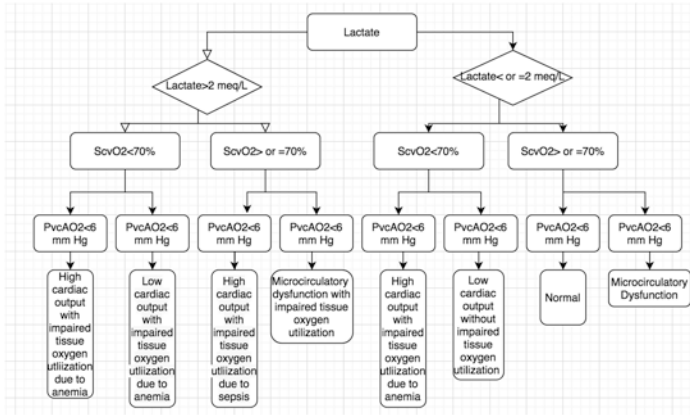 Lactate
Lactate>2 meq/L
Lactate< or =2 meq/L
ScvO2<70%
ScvO2> or =70%
ScvO2<70%
ScvO2> or =70%
PvcAO2<6
mm Hg
PvcAO2<6
mm Hg
PvcAO2<6
mm Hg
PvcAO2<6
mm Hg
PvcAO2<6
mm Hg
PvcAO2<6
mm Hg
PvcAO2<6
mm Hg
PvcAO2<6
mm Hg
High
cardiac
output
with
impaired
tissue
oxygen
utliization
due to
anemia
Low
cardiac
output
with
impaired
tissue
oxygen
utliization
due to
anemia
High
cardiac
output
with
impaired
tissue
oxygen
utliization
due to
sepsis
Microcirculatory
dysfunction with
impaired tissue
oxygen
utilization
High
cardiac
output with
impaired
tissue
oxygen
utliization
due to
anemia
Low
cardiac
output
without
impaired
tissue
oxygen
utilization
Normal
Microcirculatory
Dysfunction